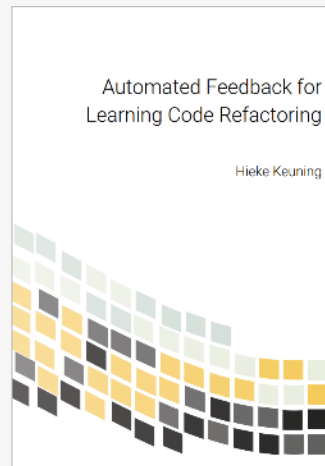 Automated Feedback for
Learning Code Refactoring
Hieke Keuning